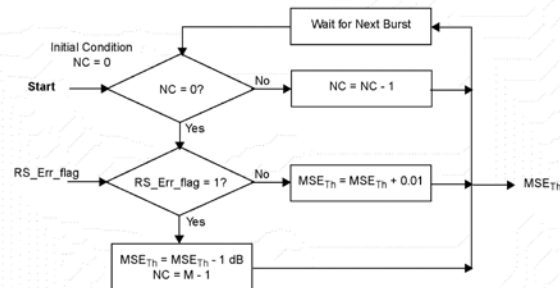 Wait for Next Burst
Initial Condition
NC = 0
Start
NC = 0?
No
NC = NC - 1
Yes
RS_Err_flag
RS_Err_flag = 1?
No
MSETh = MSETh + 0.01
MSETh
Yes
MSETh = MSETh - 1 dB
NC = M - 1